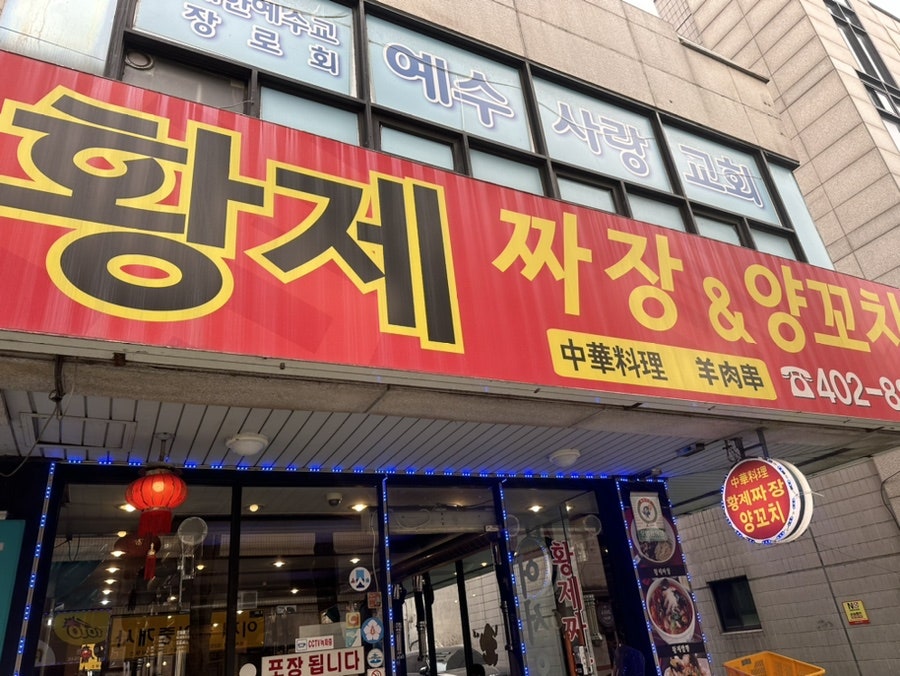 장로회
예수 사랑 교회
황제 짜장 & 양꼬치
中華料理 羊肉串
☎402-8
中華料理
황제짜장
양꼬치
황제짜
CCTV
포장 됩니다